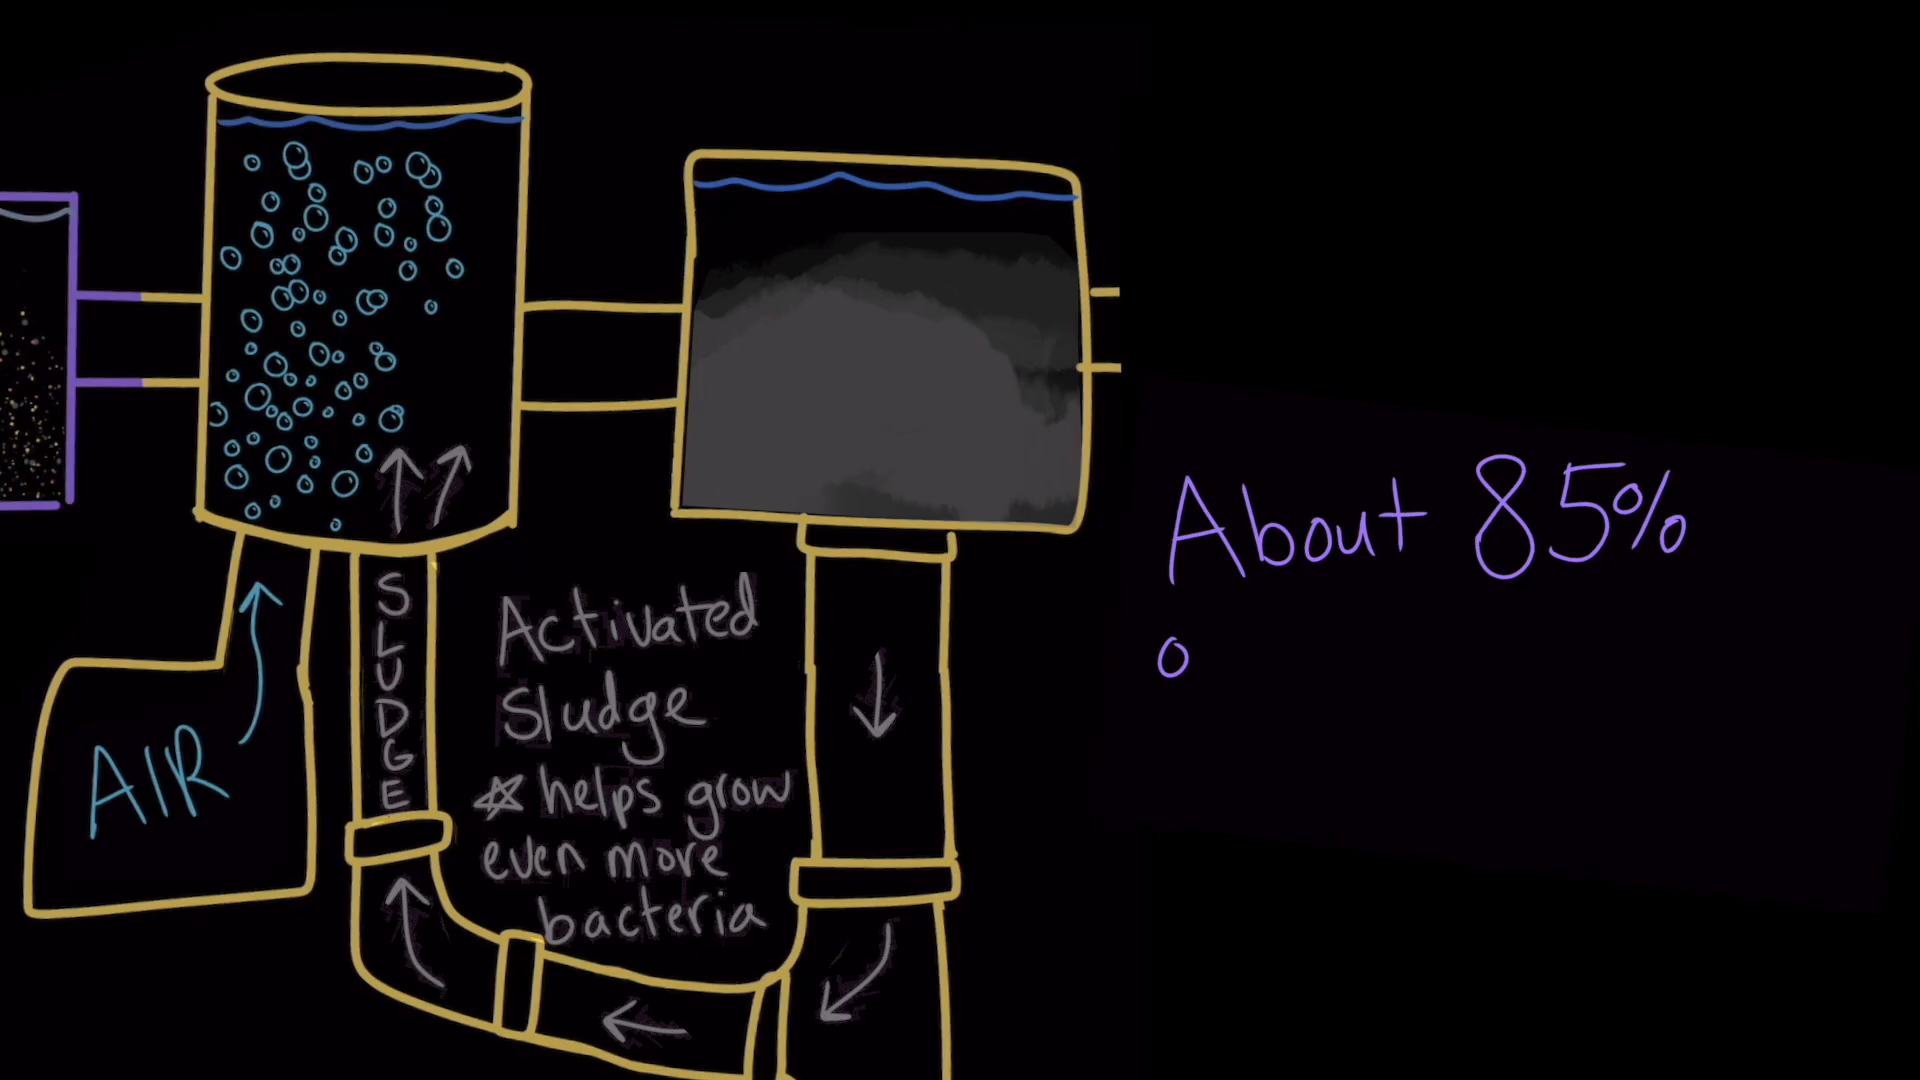 SLUDGE
AIR
Activated
Sludge
☆ helps grow
even more
bacteria
About 85%
o